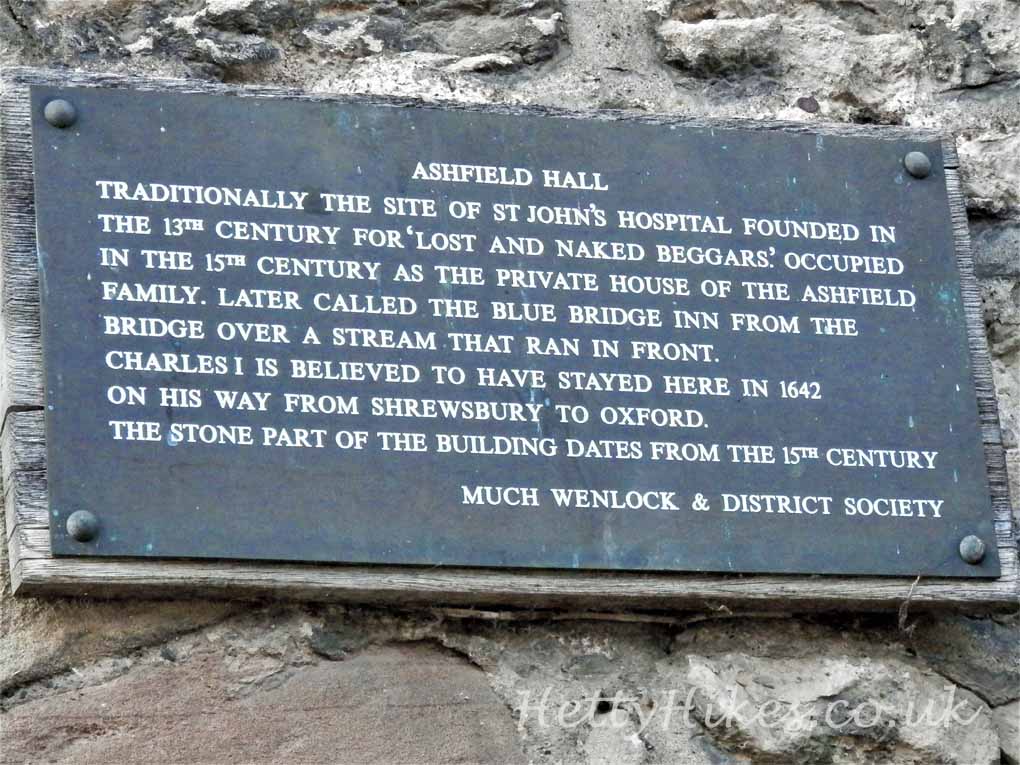 ASHFIELD HALL
TRADITIONALLY THE SITE OF ST JOHN'S HOSPITAL FOUNDED IN
THE 13TH CENTURY FOR 'LOST AND NAKED BEGGARS'. OCCUPIED
IN THE 15TH CENTURY AS THE PRIVATE HOUSE OF THE ASHFIELD
FAMILY. LATER CALLED THE BLUE BRIDGE INN FROM THE
BRIDGE OVER A STREAM THAT RAN IN FRONT.
CHARLES I IS BELIEVED TO HAVE STAYED HERE IN 1642
ON HIS WAY FROM SHREWSBURY TO OXFORD.
THE STONE PART OF THE BUILDING DATES FROM THE 15TH CENTURY
MUCH WENLOCK & DISTRICT SOCIETY
HettyHikes.co.uk